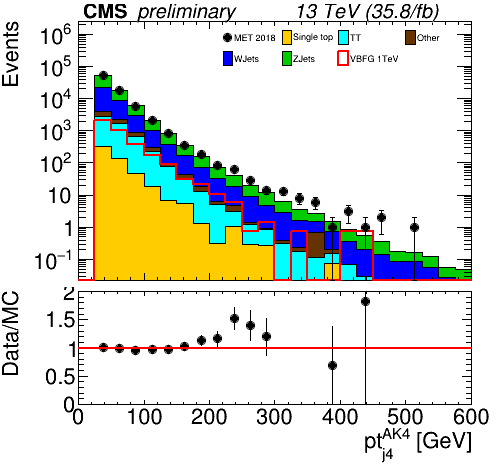 CMS preliminary 13 TeV (35.8/fb)
Events
MET 2018 Single top TT Other
WJets ZJets VBFG 1TeV
10^6
10^5
10^4
10^3
10^2
10
1
10^−1
Data/MC
2
1.5
1
0.5
0
0 100 200 300 400 500 600
pt_j4^AK4 [GeV]